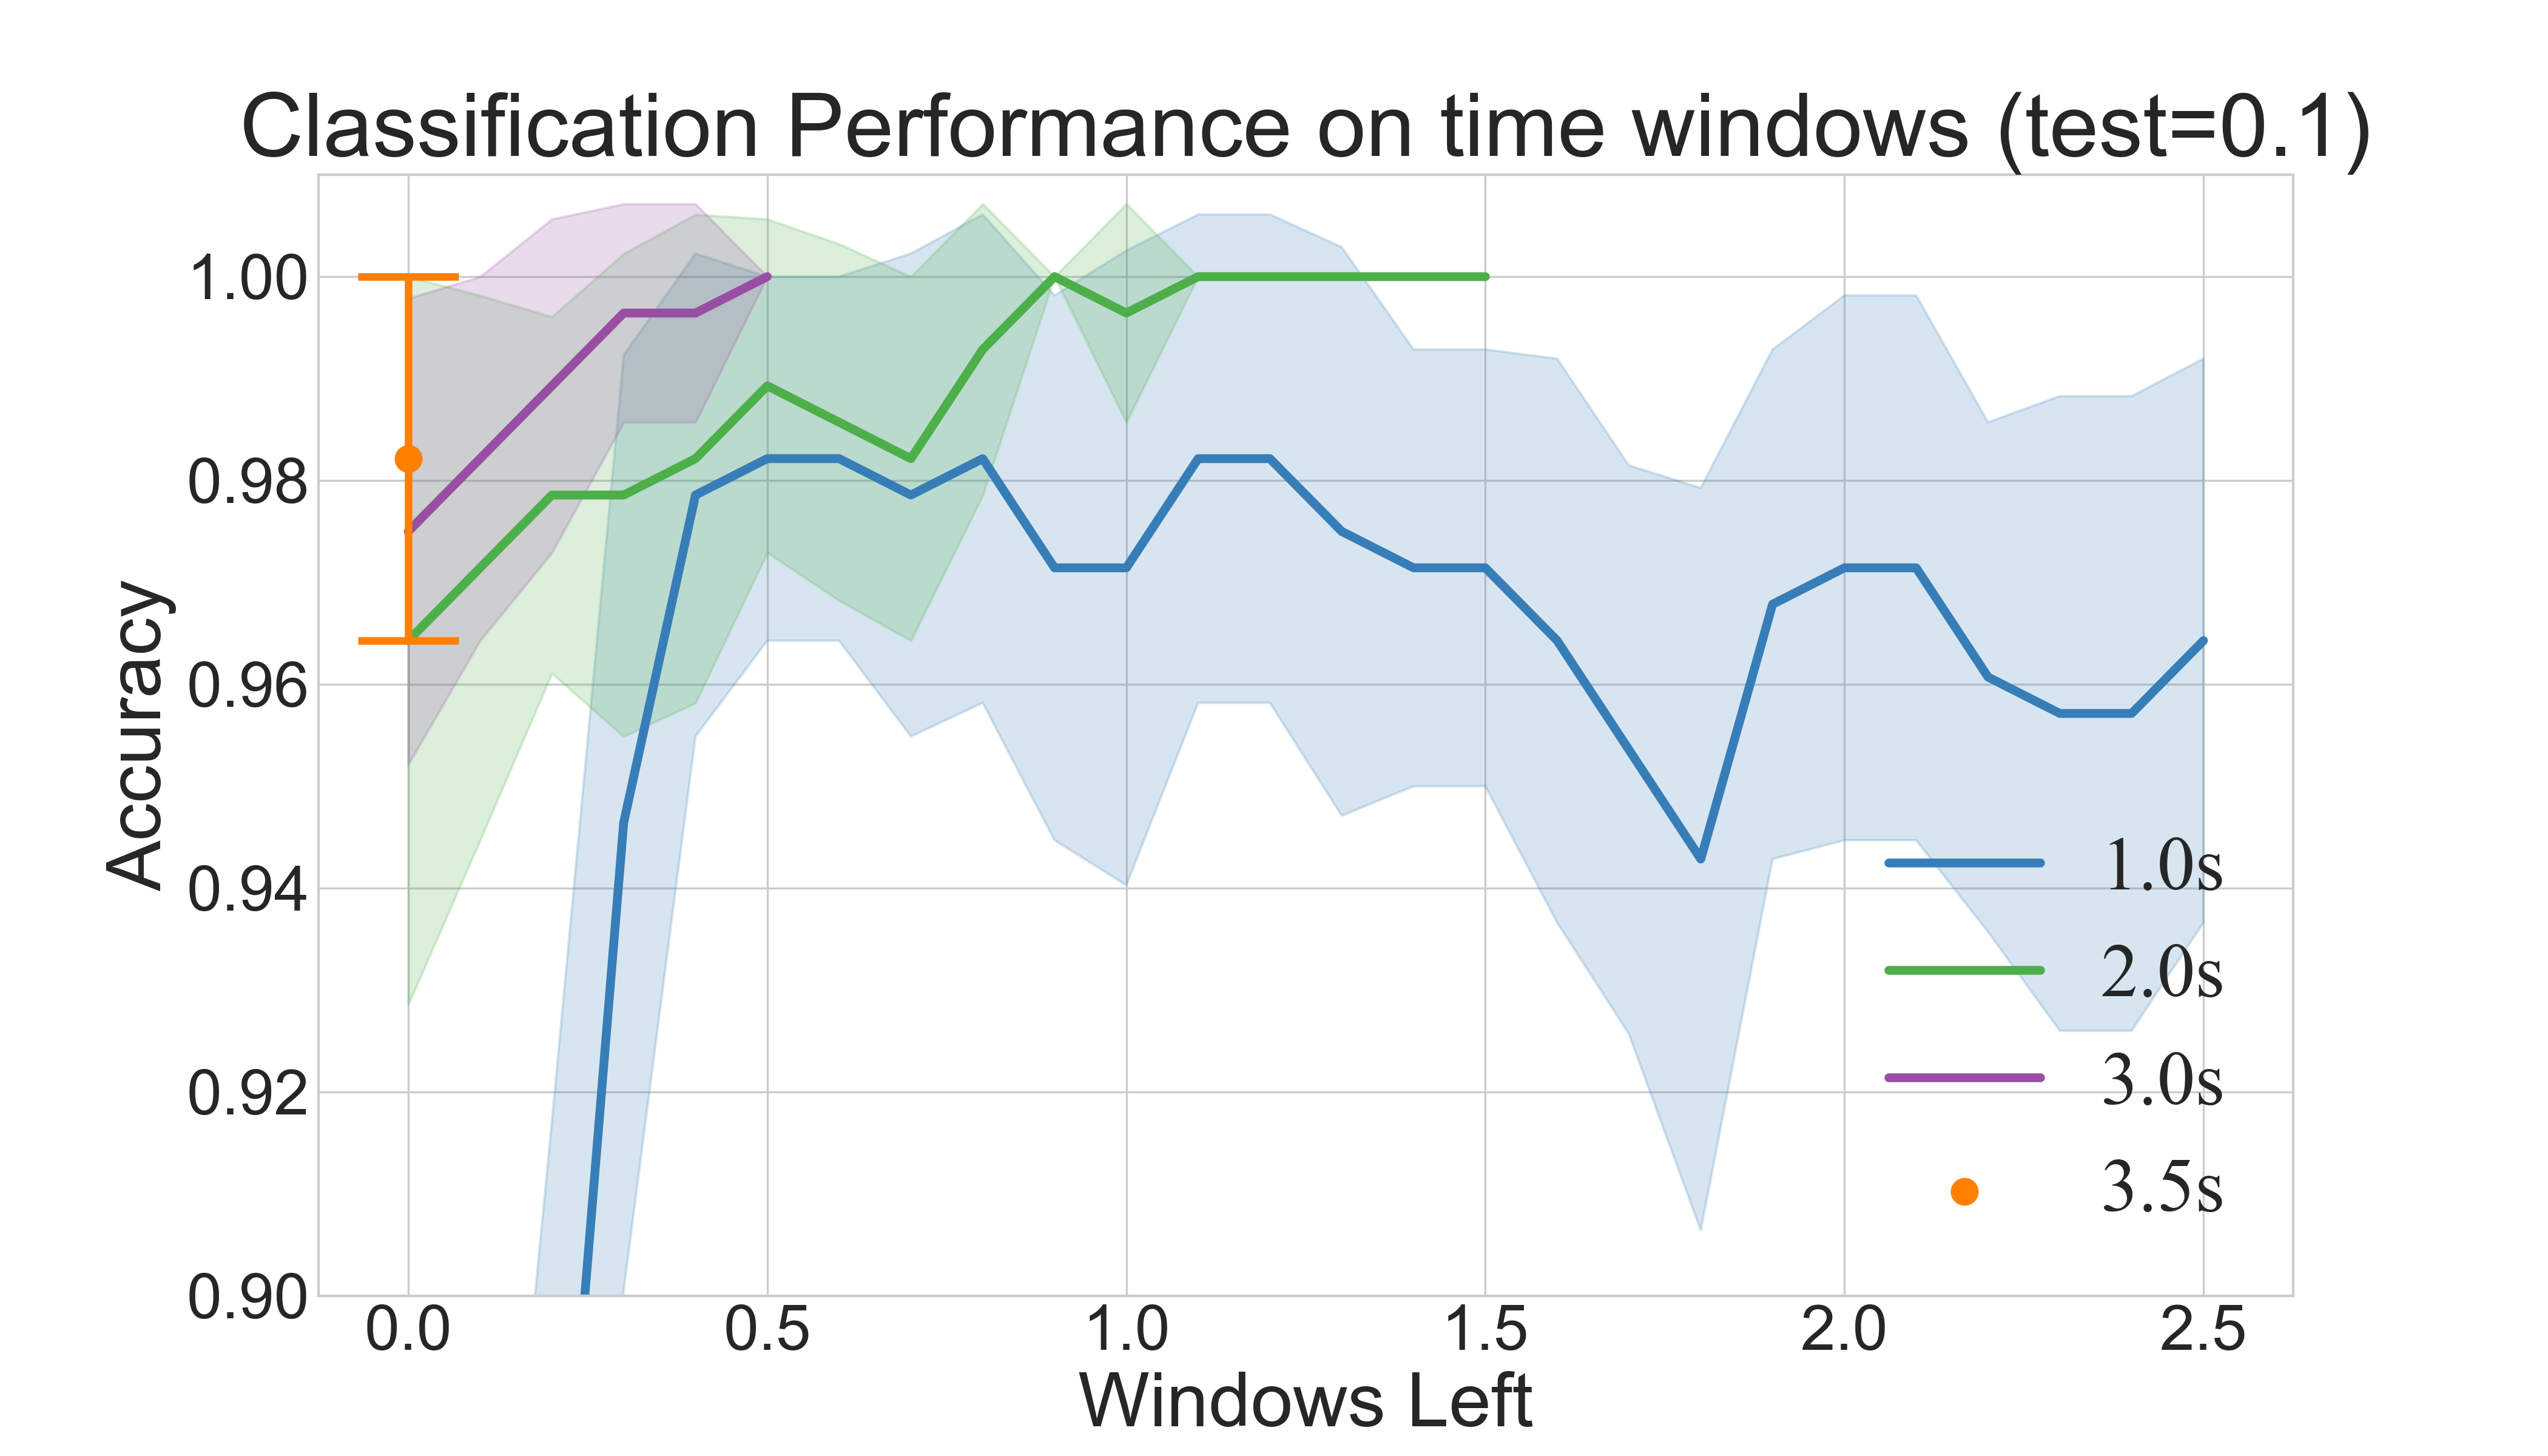 Classification Performance on time windows (test=0.1)
Accuracy
1.00
0.98
0.96
0.94
0.92
0.90
0.0 0.5 1.0 1.5 2.0 2.5
Windows Left
1.0s
2.0s
3.0s
3.5s